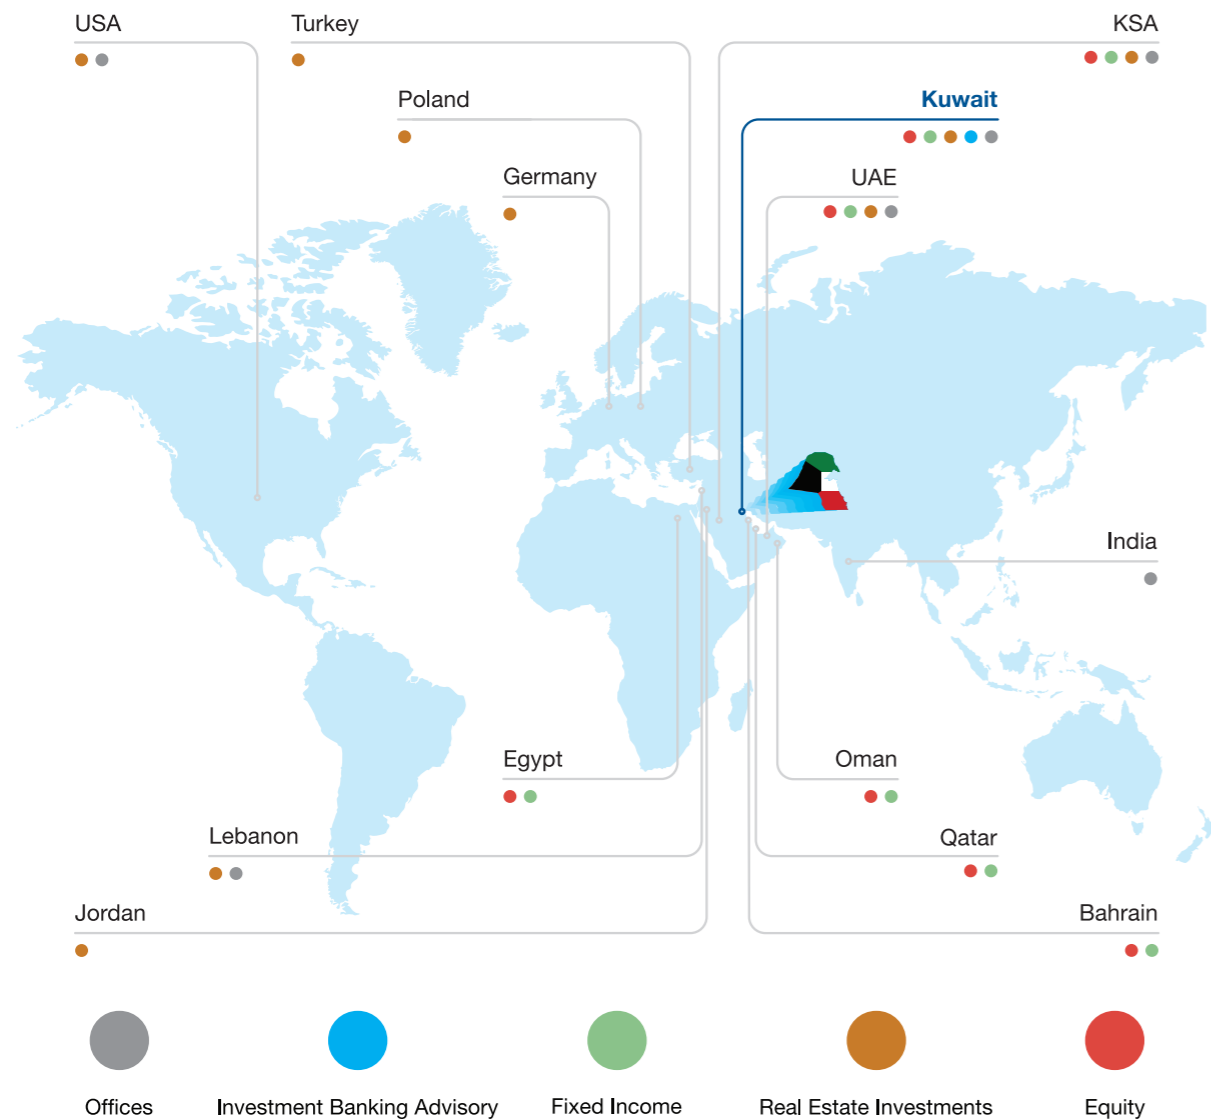 USA
Turkey
KSA
Poland
Kuwait
Germany
UAE
India
Egypt
Oman
Lebanon
Qatar
Jordan
Bahrain
Offices
Investment Banking Advisory
Fixed Income
Real Estate Investments
Equity